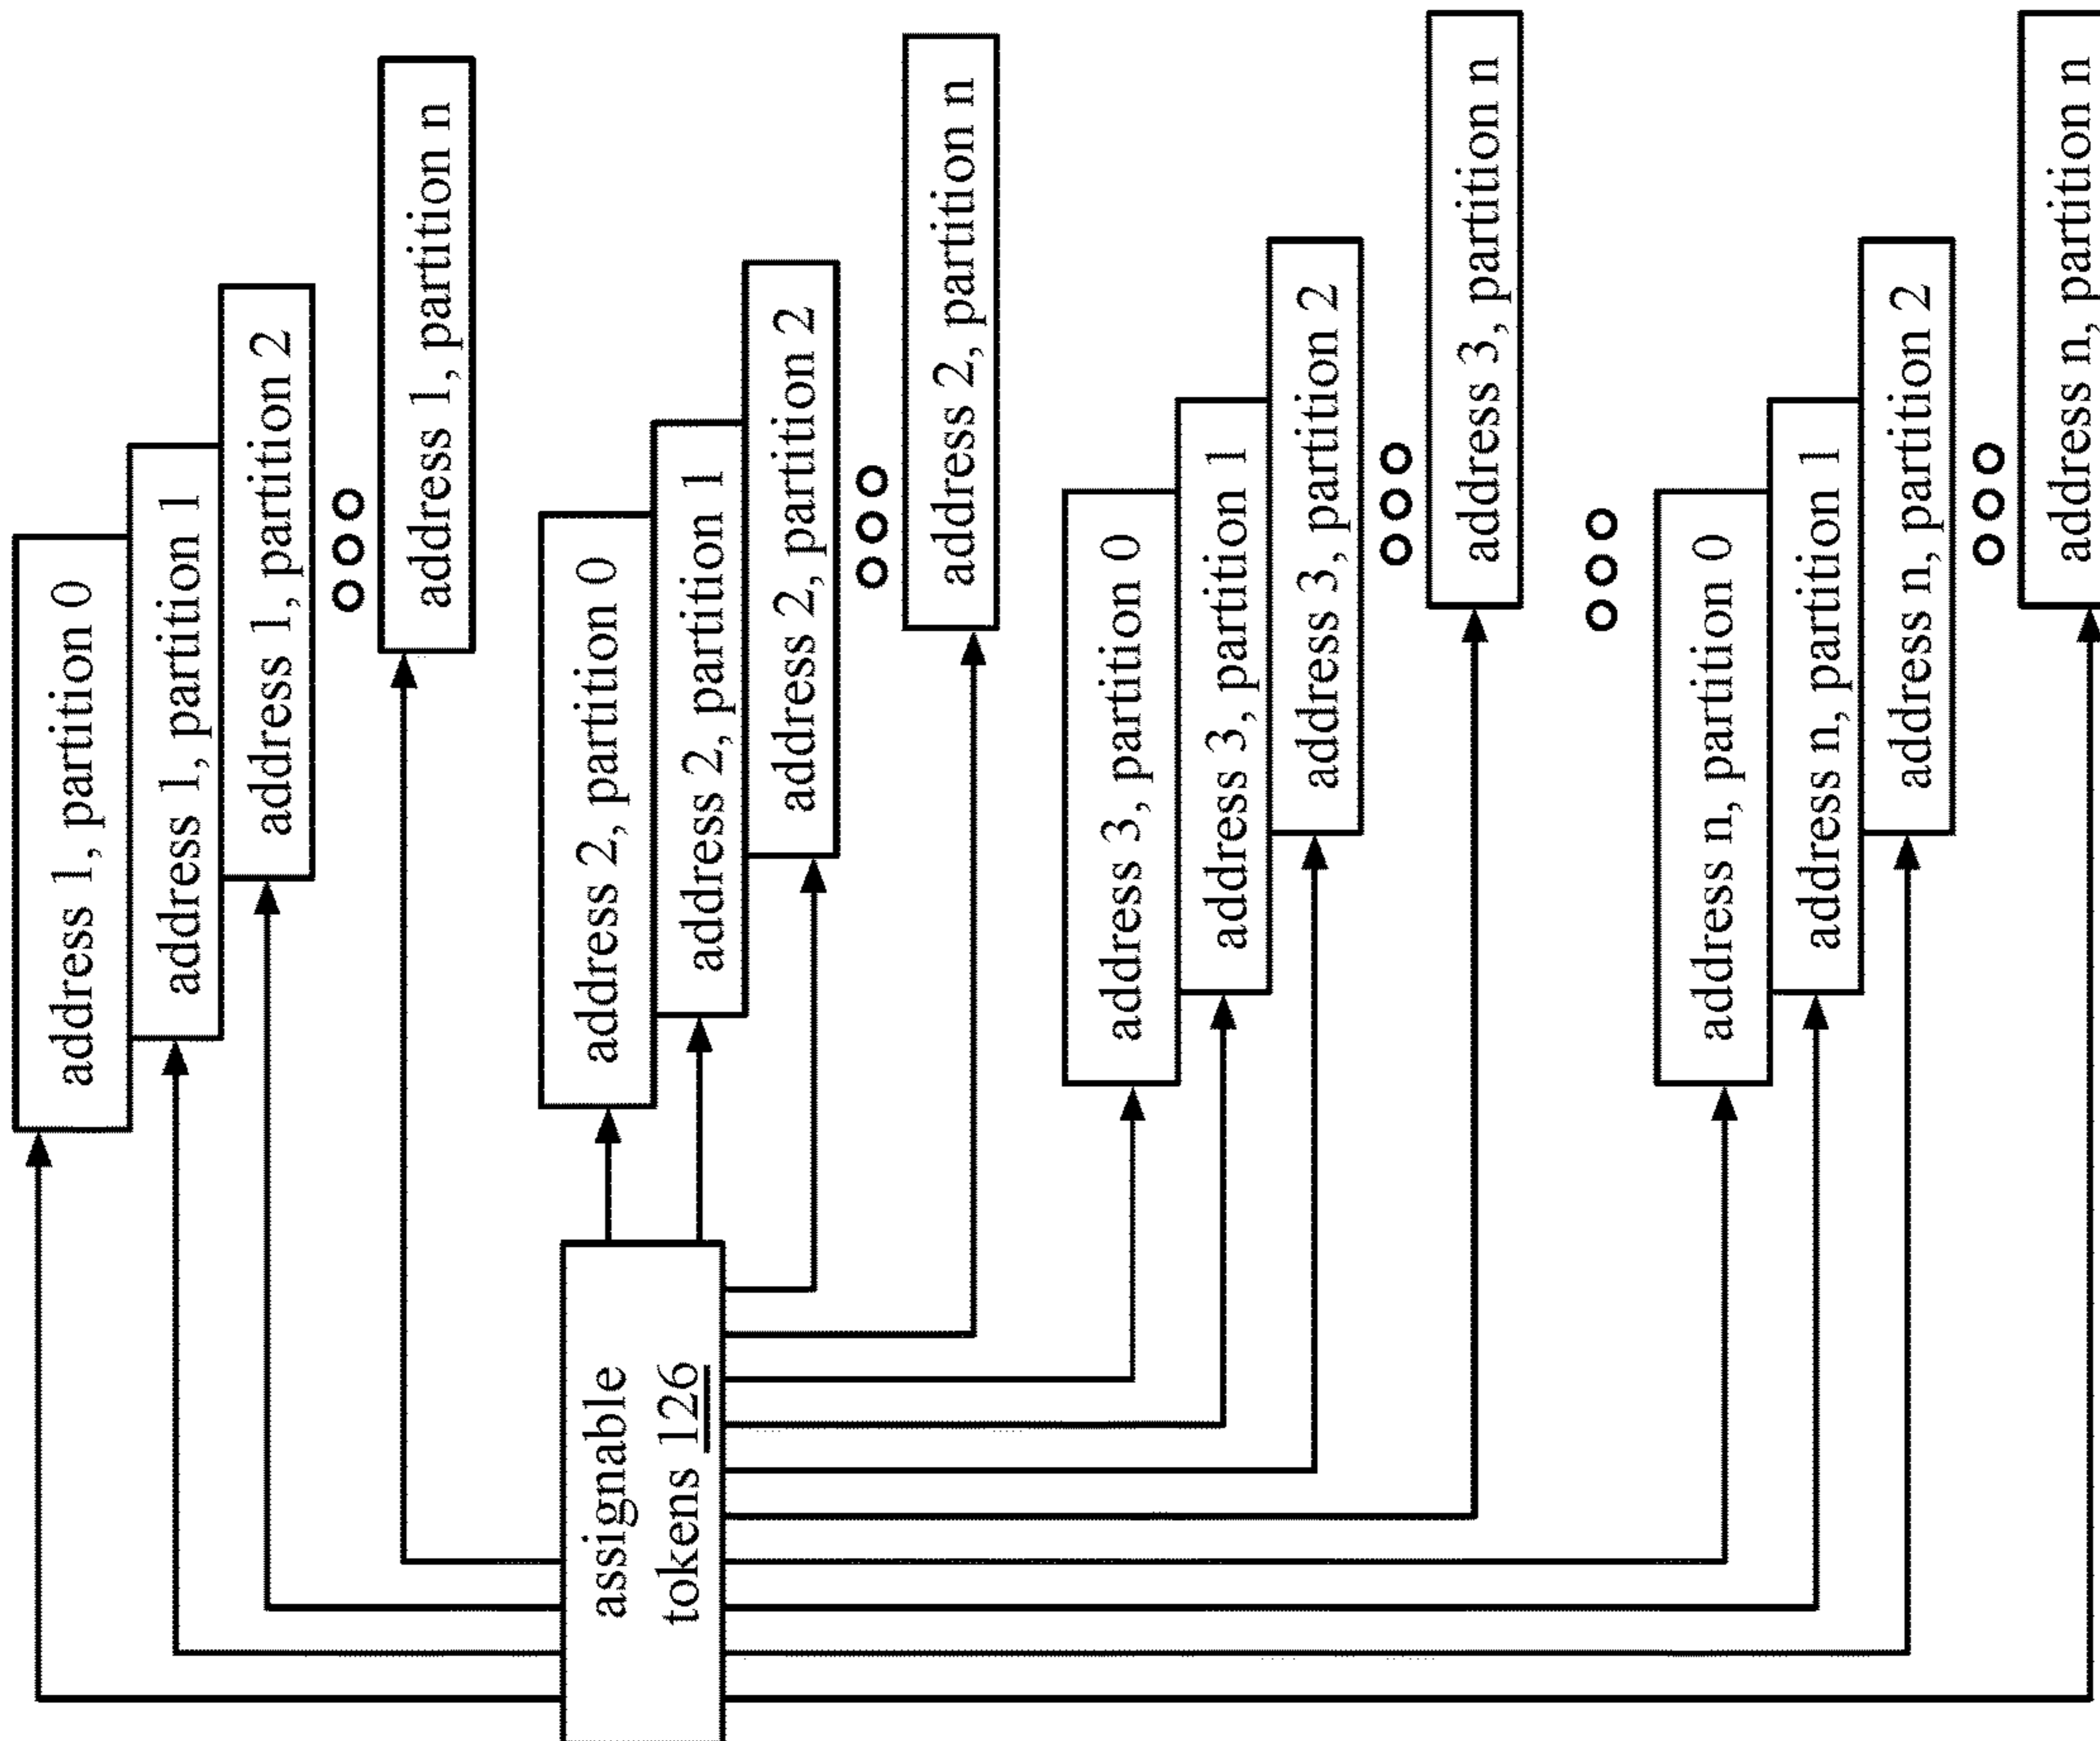 address 1, partition 0
address 1, partition 1
address 1, partition 2
address 1, partition n
assignable
tokens 126
address 2, partition 0
address 2, partition 1
address 2, partition 2
address 2, partition n
address 3, partition 0
address 3, partition 1
address 3, partition 2
address 3, partition n
address n, partition 0
address n, partition 1
address n, partition 2
address n, partition n